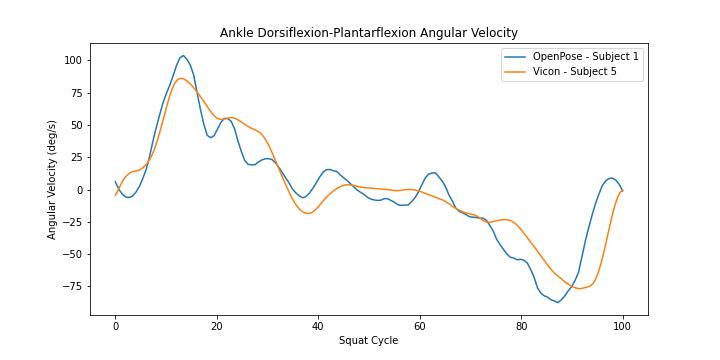 Ankle Dorsiflexion-Plantarflexion Angular Velocity
OpenPose - Subject 1
Vicon - Subject 5
Angular Velocity (deg/s)
100
75
50
25
0
−25
−50
−75
0 20 40 60 80 100
Squat Cycle